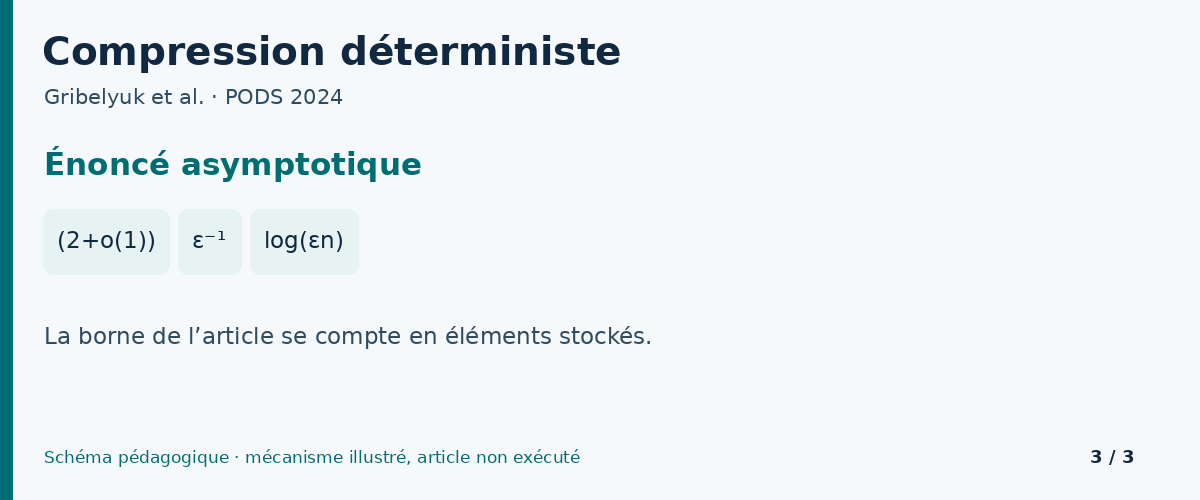 Compression déterministe
Gribelyuk et al. · PODS 2024
Énoncé asymptotique
(2+o(1)) ε⁻¹ log(εn)
La borne de l’article se compte en éléments stockés.
Schéma pédagogique · mécanisme illustré, article non exécuté 3 / 3